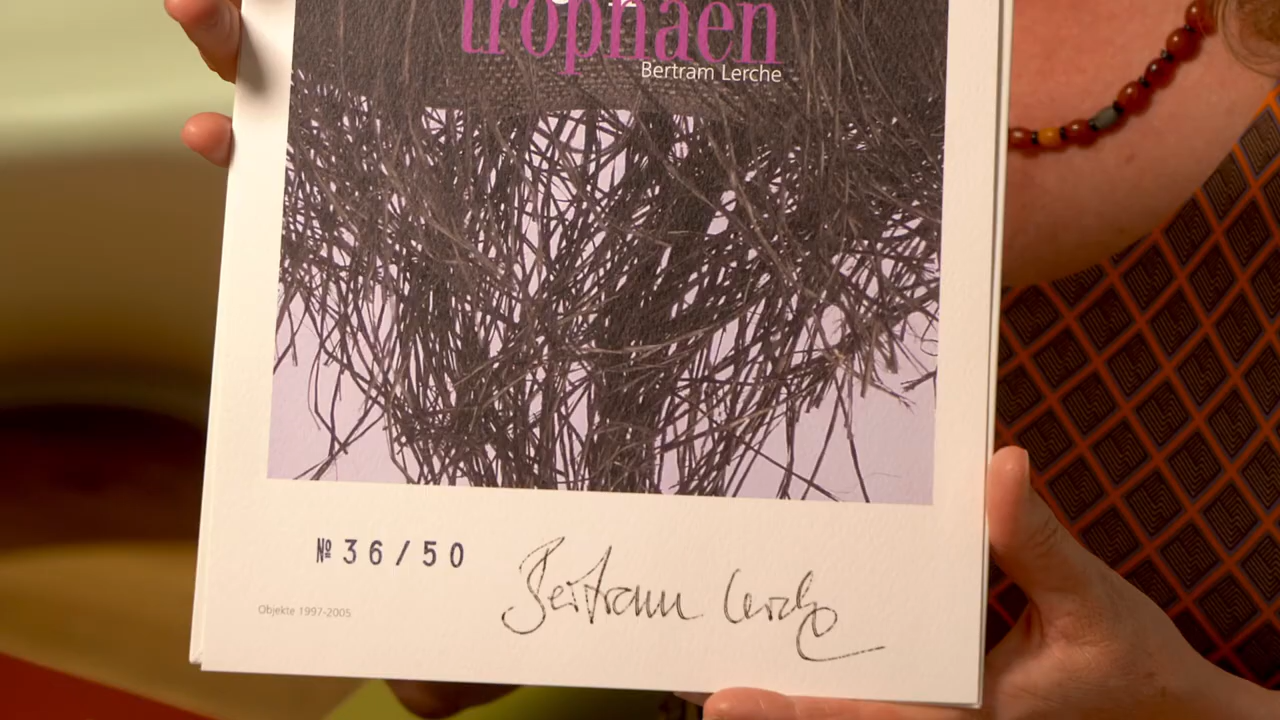 trophaen
Bertram Lerche
№ 36/50
Bertram Lerche
Objekte 1997-2005